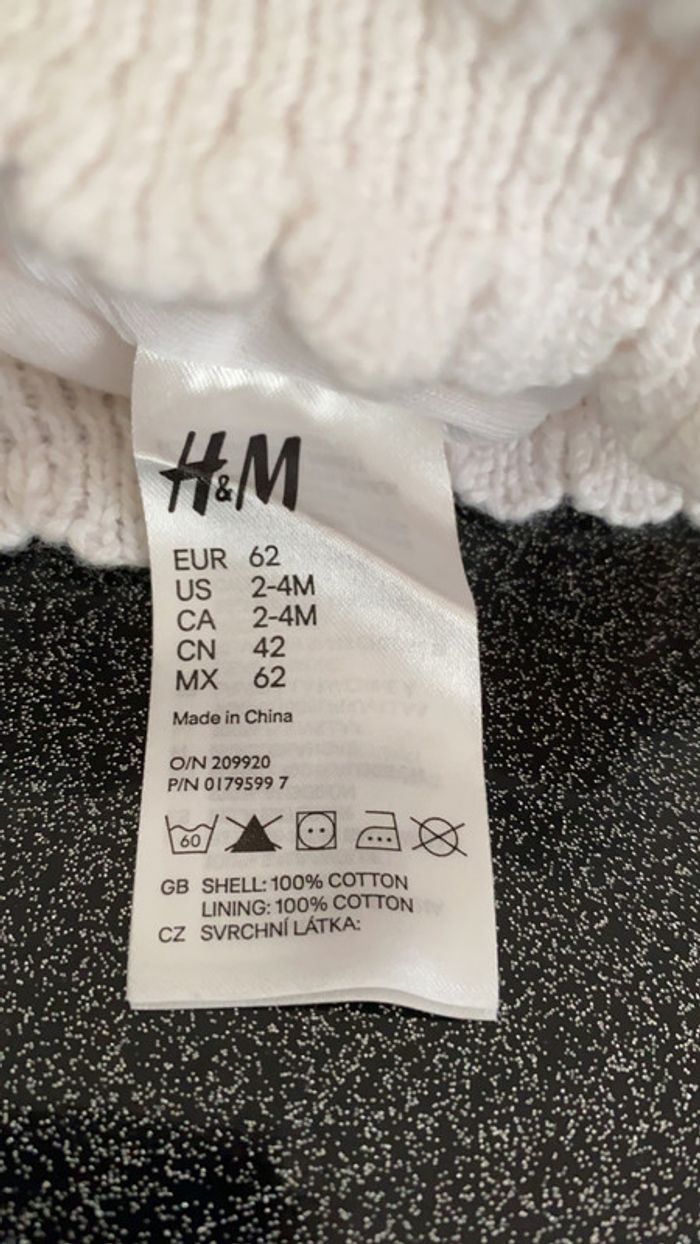 H&M
EUR 62
US 2-4M
CA 2-4M
CN 42
MX 62
Made in China
O/N 209920
P/N 0179599 7
60
GB SHELL: 100% COTTON
LINING: 100% COTTON
CZ SVRCHNÍ LÁTKA: